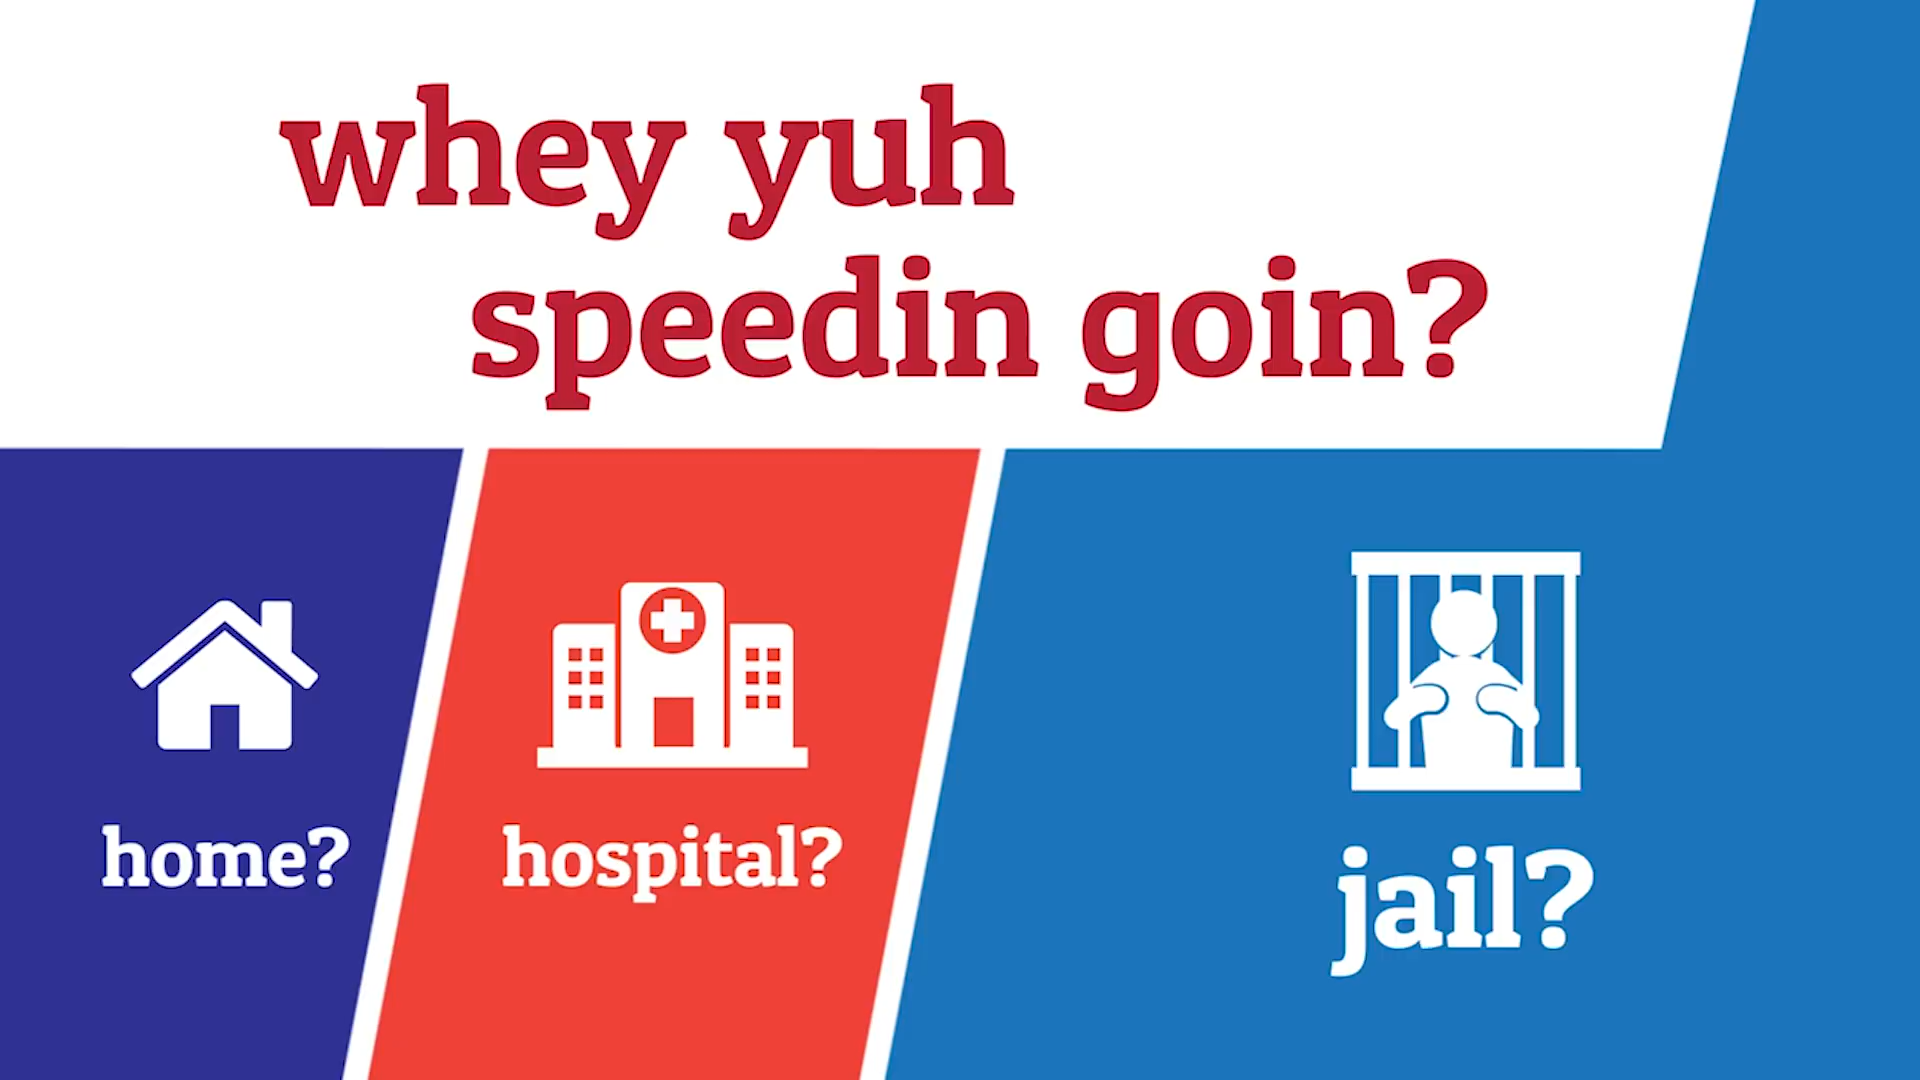 whey yuh
speedin goin?
home?
hospital?
jail?